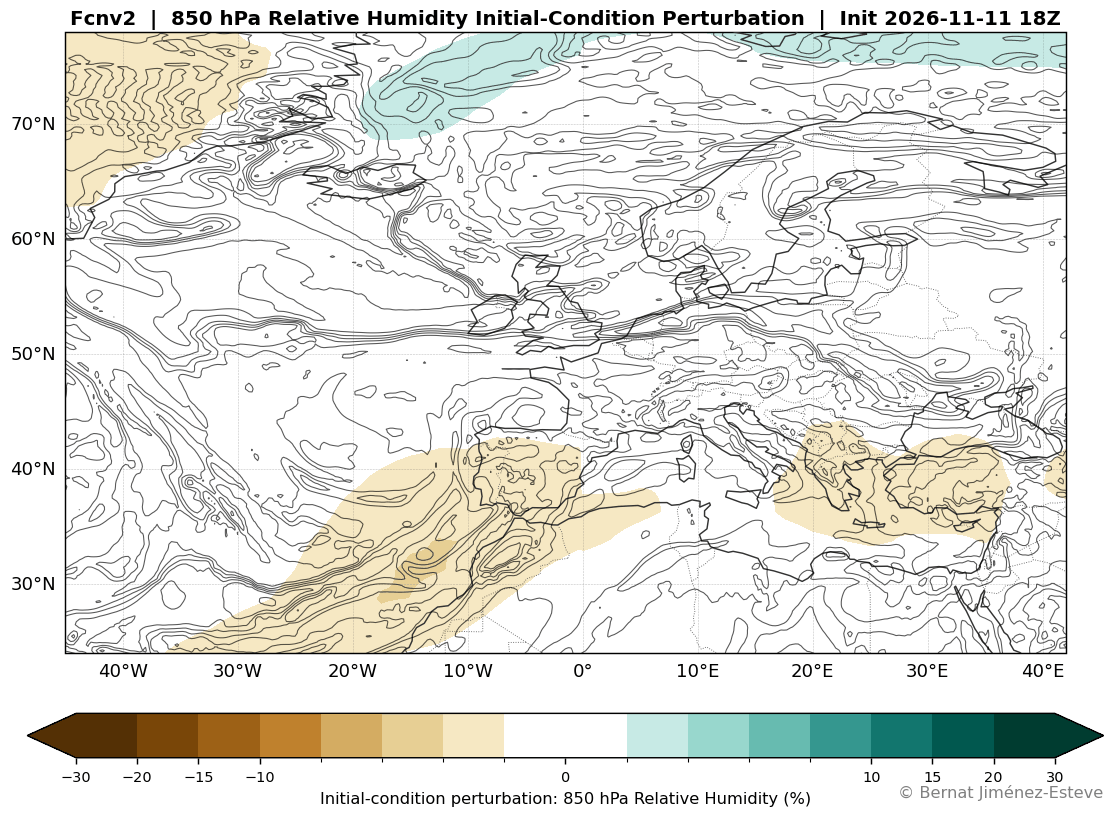 Fcnv2 | 850 hPa Relative Humidity Initial-Condition Perturbation | Init 2026-11-11 18Z
70°N
60°N
50°N
40°N
30°N
40°W 30°W 20°W 10°W 0° 10°E 20°E 30°E 40°E
−30 −20 −15 −10 0 10 15 20 30
Initial-condition perturbation: 850 hPa Relative Humidity (%)
© Bernat Jiménez-Esteve